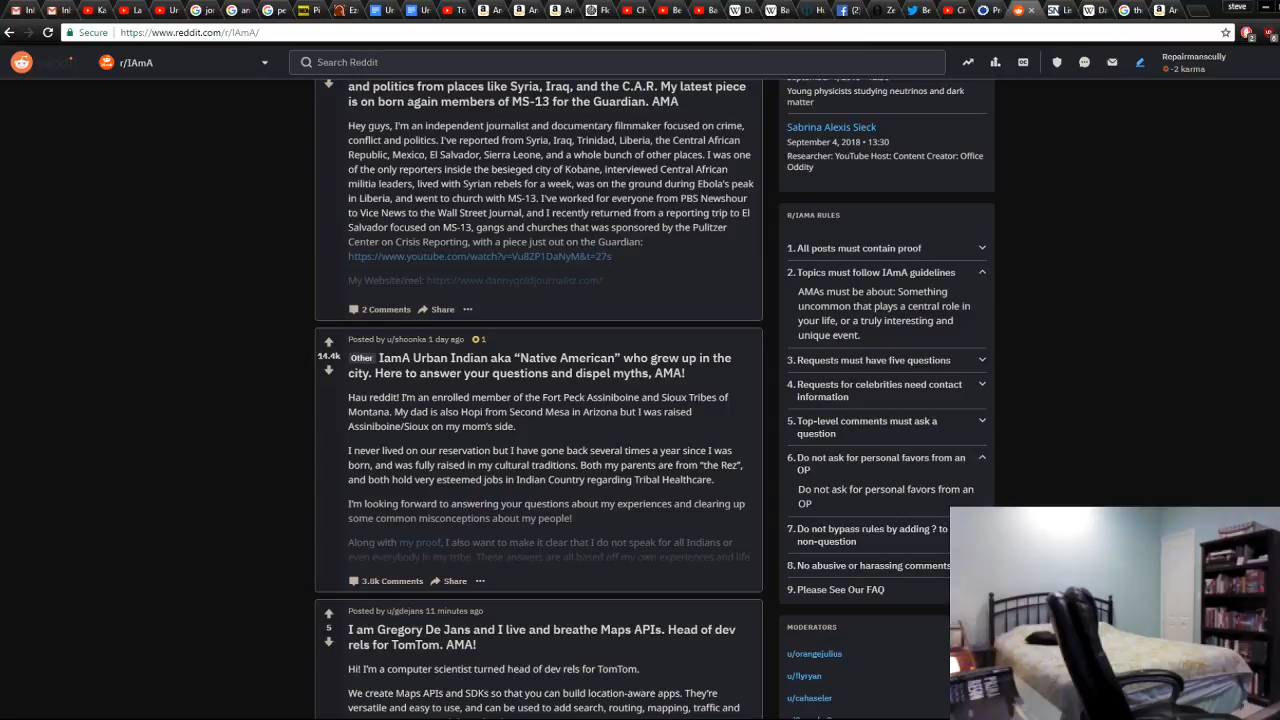 steve
Secure https://www.reddit.com/r/IAmA/
r/IAmA
Search Reddit
Repairmanscully
-2 karma
and politics from places like Syria, Iraq, and the C.A.R. My latest piece
is on born again members of MS-13 for the Guardian. AMA
Hey guys, I'm an independent journalist and documentary filmmaker focused on crime,
conflict and politics. I've reported from Syria, Iraq, Trinidad, Liberia, the Central African
Republic, Mexico, El Salvador, Sierra Leone, and a whole bunch of other places. I was one
of the only reporters inside the besieged city of Kobane, interviewed Central African
militia leaders, lived with Syrian rebels for a week, was on the ground during Ebola's peak
in Liberia, and went to church with MS-13. I've worked for everyone from PBS Newshour
to Vice News to the Wall Street Journal, and I recently returned from a reporting trip to El
Salvador focused on MS-13, gangs and churches that was sponsored by the Pulitzer
Center on Crisis Reporting, with a piece just out on the Guardian:
https://www.youtube.com/watch?v=Vu8ZP1DaNyM&t=27s
My Website/reel: https://www.dannygoldjournalist.com/
2 Comments Share
Posted by u/shoonka 1 day ago 1
14.4k
Other IamA Urban Indian aka “Native American” who grew up in the
city. Here to answer your questions and dispel myths, AMA!
Hau reddit! I'm an enrolled member of the Fort Peck Assiniboine and Sioux Tribes of
Montana. My dad is also Hopi from Second Mesa in Arizona but I was raised
Assiniboine/Sioux on my mom's side.
I never lived on our reservation but I have gone back several times a year since I was
born, and was fully raised in my cultural traditions. Both my parents are from “the Rez”,
and both hold very esteemed jobs in Indian Country regarding Tribal Healthcare.
I'm looking forward to answering your questions about my experiences and clearing up
some common misconceptions about my people!
Along with my proof, I also want to make it clear that I do not speak for all Indians or
even everybody in my tribe. These answers are all based off my own experiences and life
3.8k Comments Share
Posted by u/gdejans 11 minutes ago
5
I am Gregory De Jans and I live and breathe Maps APIs. Head of dev
rels for TomTom. AMA!
Hi! I'm a computer scientist turned head of dev rels for TomTom.
We create Maps APIs and SDKs so that you can build location-aware apps. They're
versatile and easy to use, and can be used to add search, routing, mapping, traffic and
Young physicists studying neutrinos and dark
matter
Sabrina Alexis Sieck
September 4, 2018 • 13:30
Researcher: YouTube Host: Content Creator: Office
Oddity
R/IAMA RULES
1. All posts must contain proof
2. Topics must follow IAmA guidelines
AMAs must be about: Something
uncommon that plays a central role in
your life, or a truly interesting and
unique event.
3. Requests must have five questions
4. Requests for celebrities need contact
information
5. Top-level comments must ask a
question
6. Do not ask for personal favors from an
OP
Do not ask for personal favors from an
OP
7. Do not bypass rules by adding ? to
non-question
8. No abusive or harassing comments
9. Please See Our FAQ
MODERATORS
u/orangejulius
u/flyryan
u/cahaseler